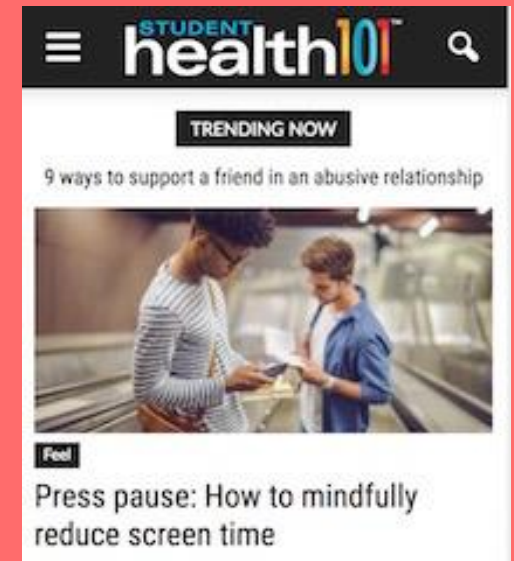 STUDENT
health101™
TRENDING NOW
9 ways to support a friend in an abusive relationship
Feel
Press pause: How to mindfully
reduce screen time